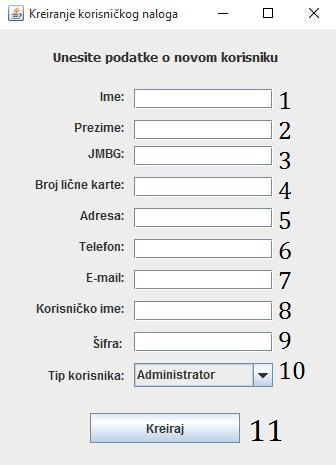 Kreiranje korisničkog naloga
Unesite podatke o novom korisniku
Ime: 1
Prezime: 2
JMBG: 3
Broj lične karte: 4
Adresa: 5
Telefon: 6
E-mail: 7
Korisničko ime: 8
Šifra: 9
Tip korisnika: Administrator 10
Kreiraj 11